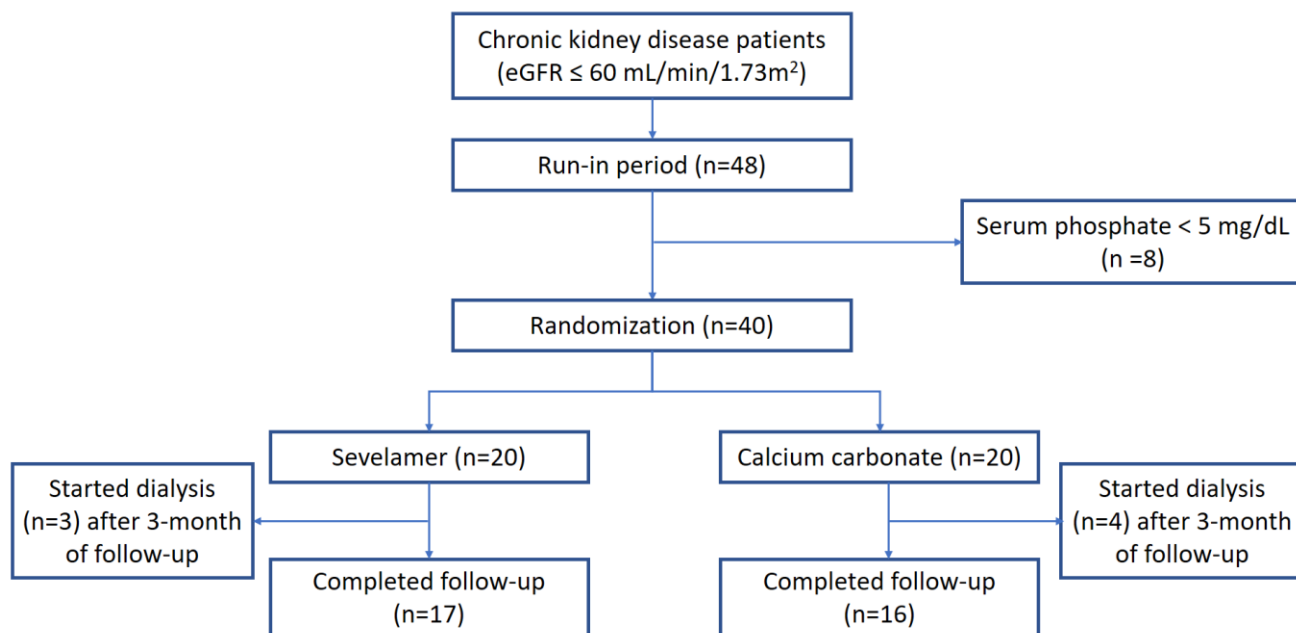 Chronic kidney disease patients
(eGFR ≤ 60 mL/min/1.73m²)
Run-in period (n=48)
Serum phosphate < 5 mg/dL
(n =8)
Randomization (n=40)
Sevelamer (n=20)
Calcium carbonate (n=20)
Started dialysis
(n=3) after 3-month
of follow-up
Started dialysis
(n=4) after 3-month
of follow-up
Completed follow-up
(n=17)
Completed follow-up
(n=16)